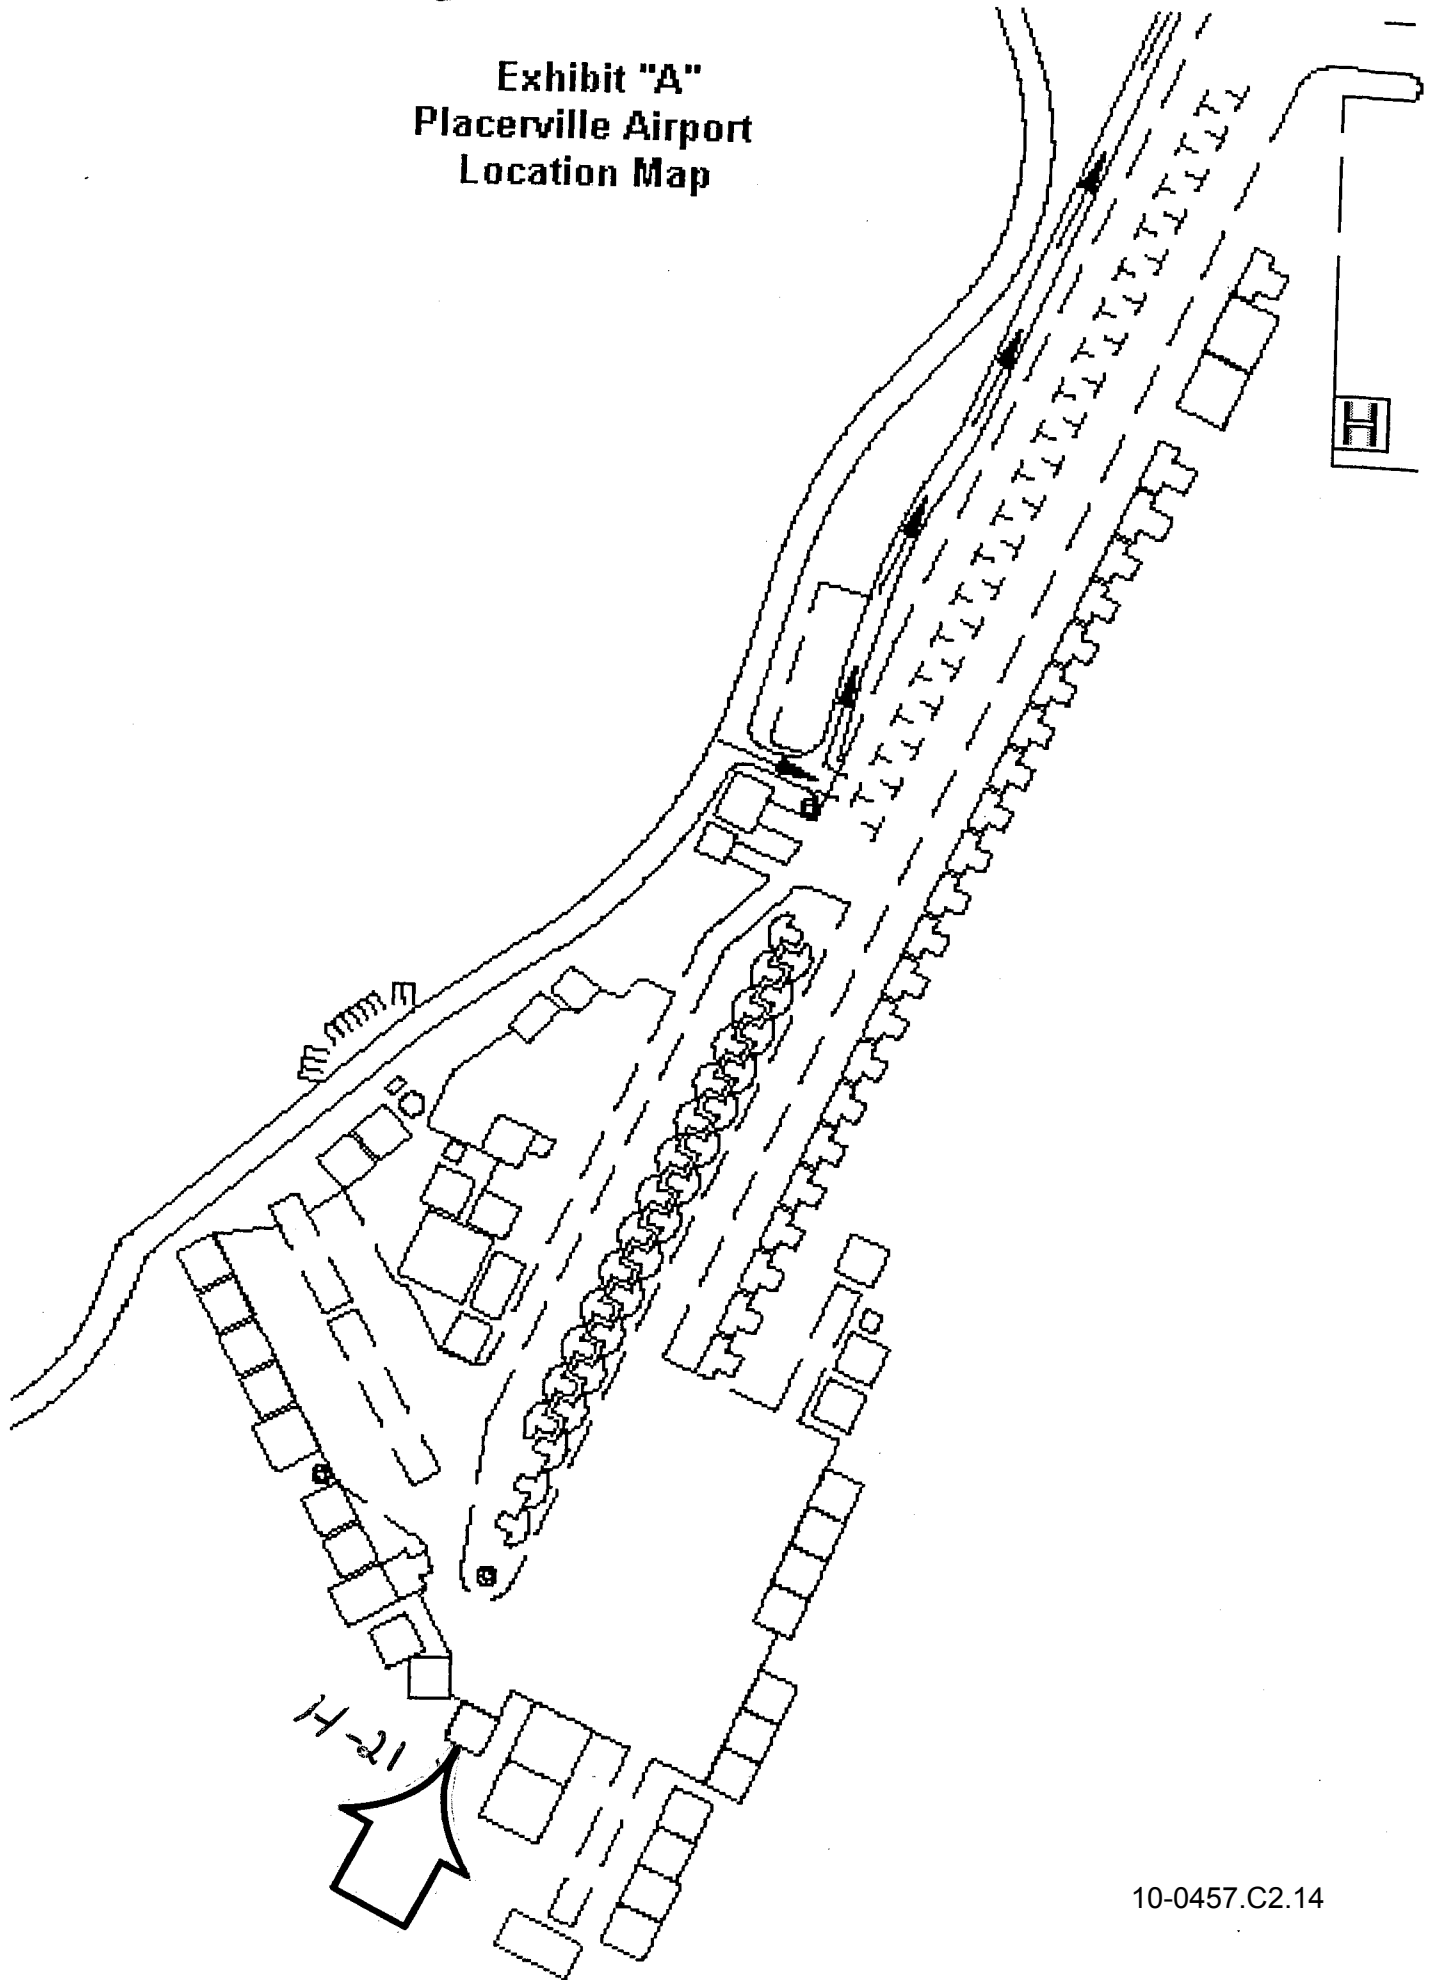 Exhibit "A"
Placerville Airport
Location Map
H
H-21
10-0457.C2.14